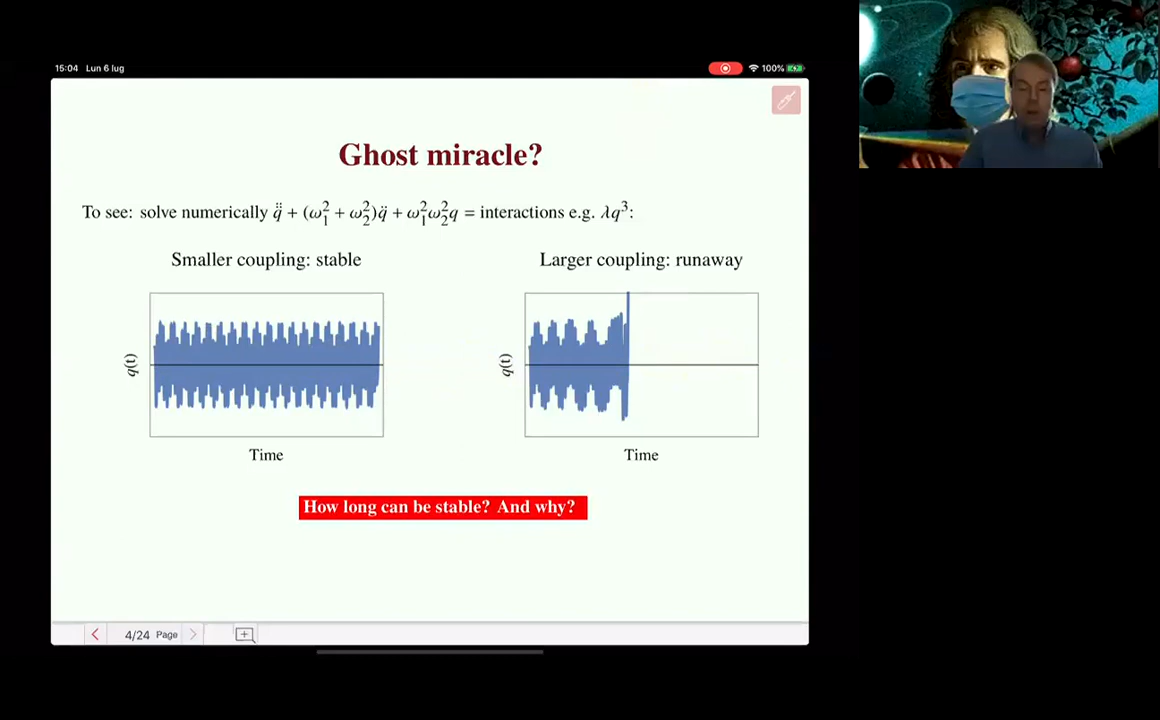 15:04 Lun 6 lug
100%
Ghost miracle?
To see: solve numerically q⃜ + (ω₁² + ω₂²)q̈ + ω₁²ω₂²q = interactions e.g. λq³:
Smaller coupling: stable
Larger coupling: runaway
q(t)
q(t)
Time
Time
How long can be stable? And why?
4/24 Page